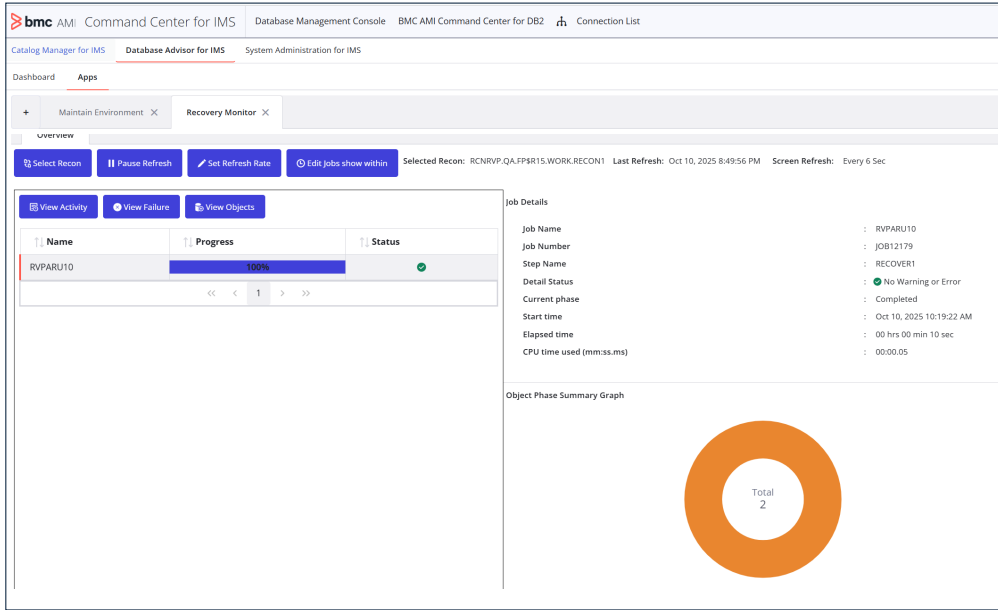 bmc AMI Command Center for IMS Database Management Console BMC AMI Command Center for DB2 Connection List
Catalog Manager for IMS Database Advisor for IMS System Administration for IMS
Dashboard Apps
+ Maintain Environment × Recovery Monitor ×
Overview
Select Recon Pause Refresh Set Refresh Rate Edit Jobs show within Selected Recon: RCNRVP.QA.FP$R15.WORK.RECON1 Last Refresh: Oct 10, 2025 8:49:56 PM Screen Refresh: Every 6 Sec
View Activity View Failure View Objects
Name Progress Status
RVPARU10 100%
<< < 1 > >>
Job Details
Job Name : RVPARU10
Job Number : JOB12179
Step Name : RECOVER1
Detail Status : No Warning or Error
Current phase : Completed
Start time : Oct 10, 2025 10:19:22 AM
Elapsed time : 00 hrs 00 min 10 sec
CPU time used (mm:ss.ms) : 00:00.05
Object Phase Summary Graph
Total
2